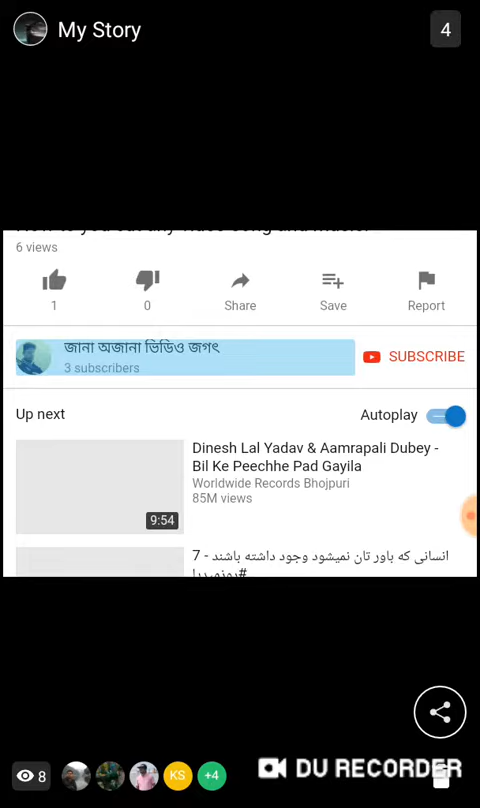 My Story
4
6 views
1
0
Share
Save
Report
জানা অজানা ভিডিও জগৎ
3 subscribers
SUBSCRIBE
Up next
Autoplay
Dinesh Lal Yadav & Aamrapali Dubey -
Bil Ke Peechhe Pad Gayila
Worldwide Records Bhojpuri
85M views
9:54
7 - انسانی که باور تان نمیشود وجود داشته باشند
8
KS
+4
DU RECORDER